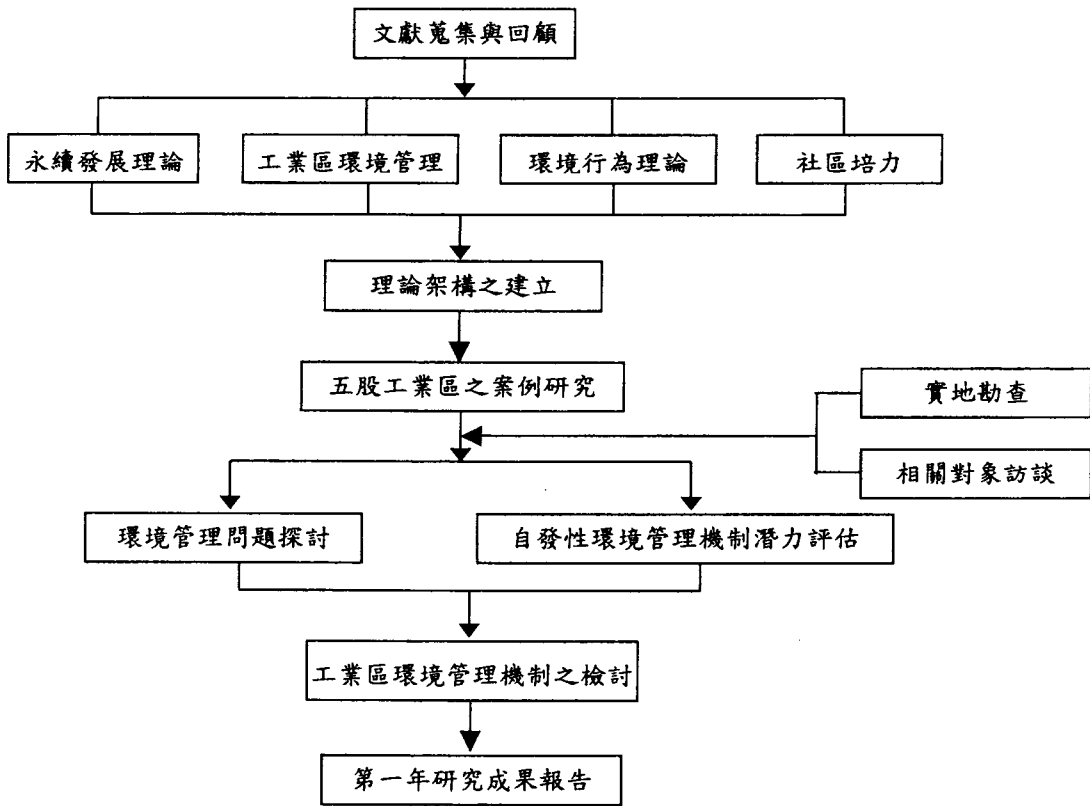 文獻蒐集與回顧
永續發展理論
工業區環境管理
環境行為理論
社區培力
理論架構之建立
五股工業區之案例研究
實地勘查
相關對象訪談
環境管理問題探討
自發性環境管理機制潛力評估
工業區環境管理機制之檢討
第一年研究成果報告